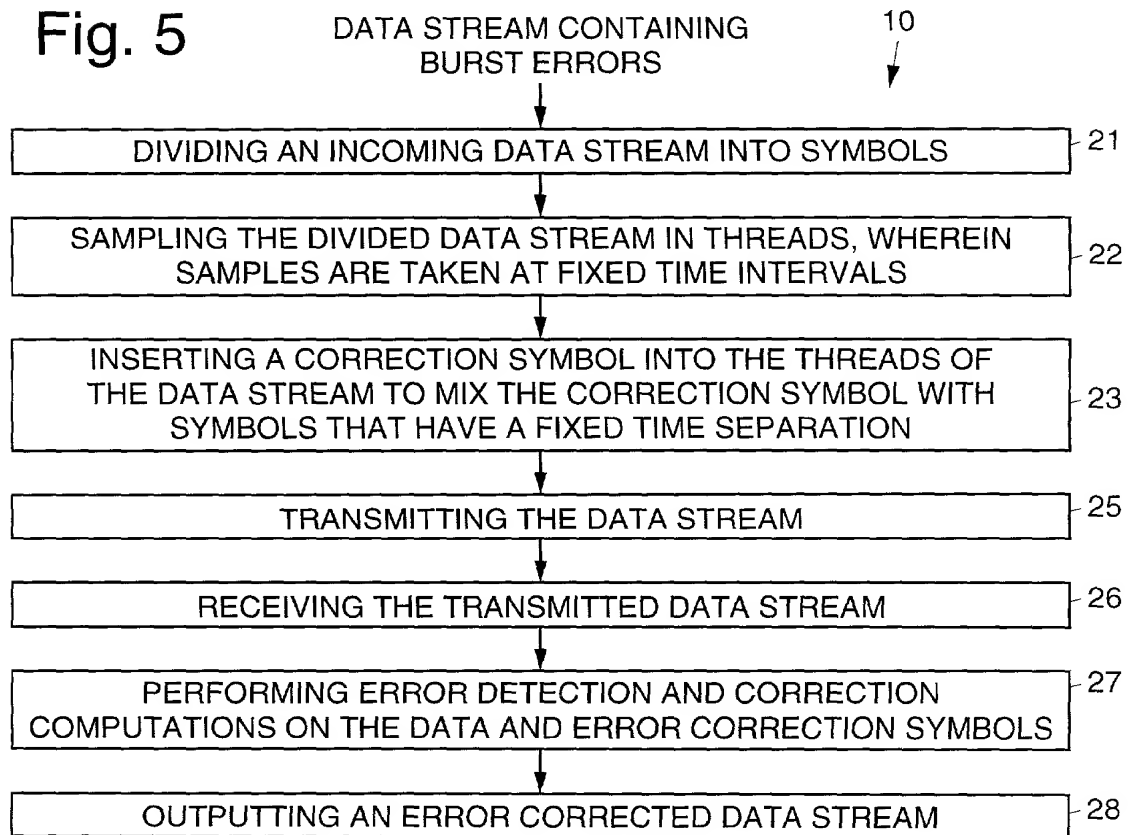 Fig. 5
DATA STREAM CONTAINING
BURST ERRORS
10
DIVIDING AN INCOMING DATA STREAM INTO SYMBOLS
21
SAMPLING THE DIVIDED DATA STREAM IN THREADS, WHEREIN
SAMPLES ARE TAKEN AT FIXED TIME INTERVALS
22
INSERTING A CORRECTION SYMBOL INTO THE THREADS OF
THE DATA STREAM TO MIX THE CORRECTION SYMBOL WITH
SYMBOLS THAT HAVE A FIXED TIME SEPARATION
23
TRANSMITTING THE DATA STREAM
25
RECEIVING THE TRANSMITTED DATA STREAM
26
PERFORMING ERROR DETECTION AND CORRECTION
COMPUTATIONS ON THE DATA AND ERROR CORRECTION SYMBOLS
27
OUTPUTTING AN ERROR CORRECTED DATA STREAM
28